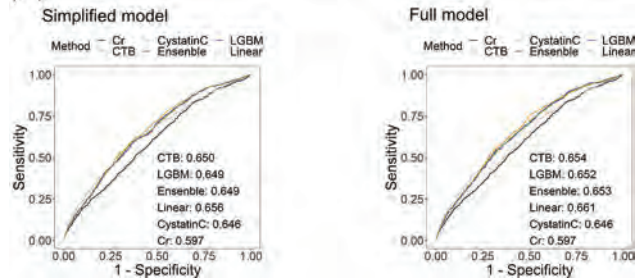 Simplified model
Method Cr CystatinC LGBM
CTB Ensemble Linear
Sensitivity
1.00
0.75
0.50
0.25
0.00
CTB: 0.650
LGBM: 0.649
Ensenble: 0.649
Linear: 0.656
CystatinC: 0.646
Cr: 0.597
0.00 0.25 0.50 0.75 1.00
1 - Specificity
Full model
Method Cr CystatinC LGBM
CTB Ensemble Linear
Sensitivity
1.00
0.75
0.50
0.25
0.00
CTB: 0.654
LGBM: 0.652
Ensenble: 0.653
Linear: 0.661
CystatinC: 0.646
Cr: 0.597
0.00 0.25 0.50 0.75 1.00
1 - Specificity